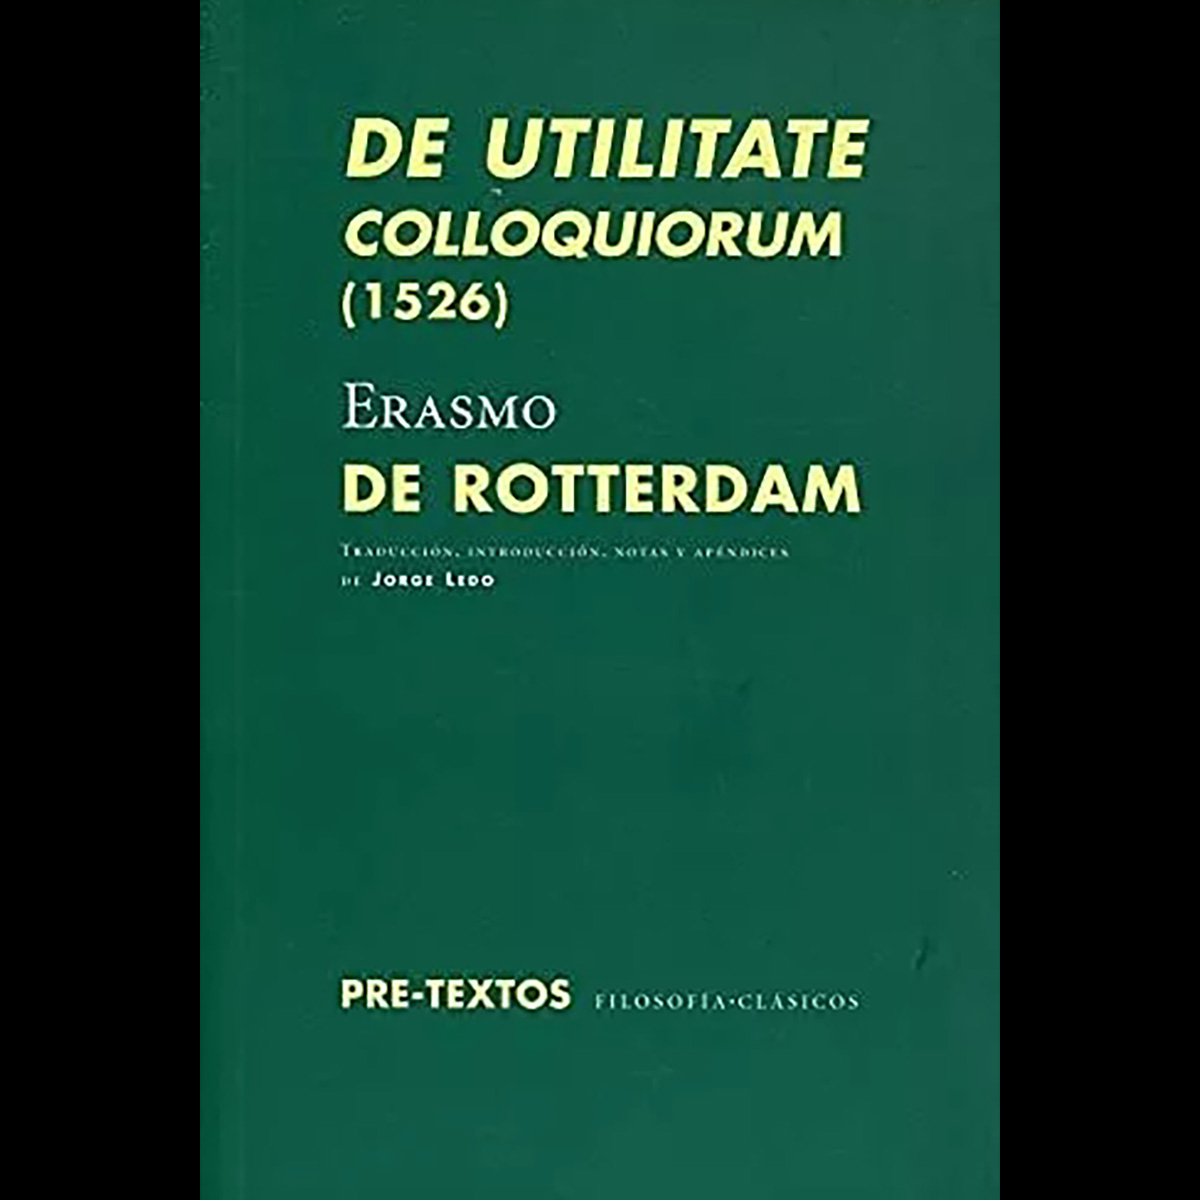 DE UTILITATE
COLLOQUIORUM
(1526)
ERASMO
DE ROTTERDAM
TRADUCCIÓN, INTRODUCCIÓN, NOTAS Y APÉNDICES
DE JORGE LEDO
PRE-TEXTOS FILOSOFÍA·CLÁSICOS